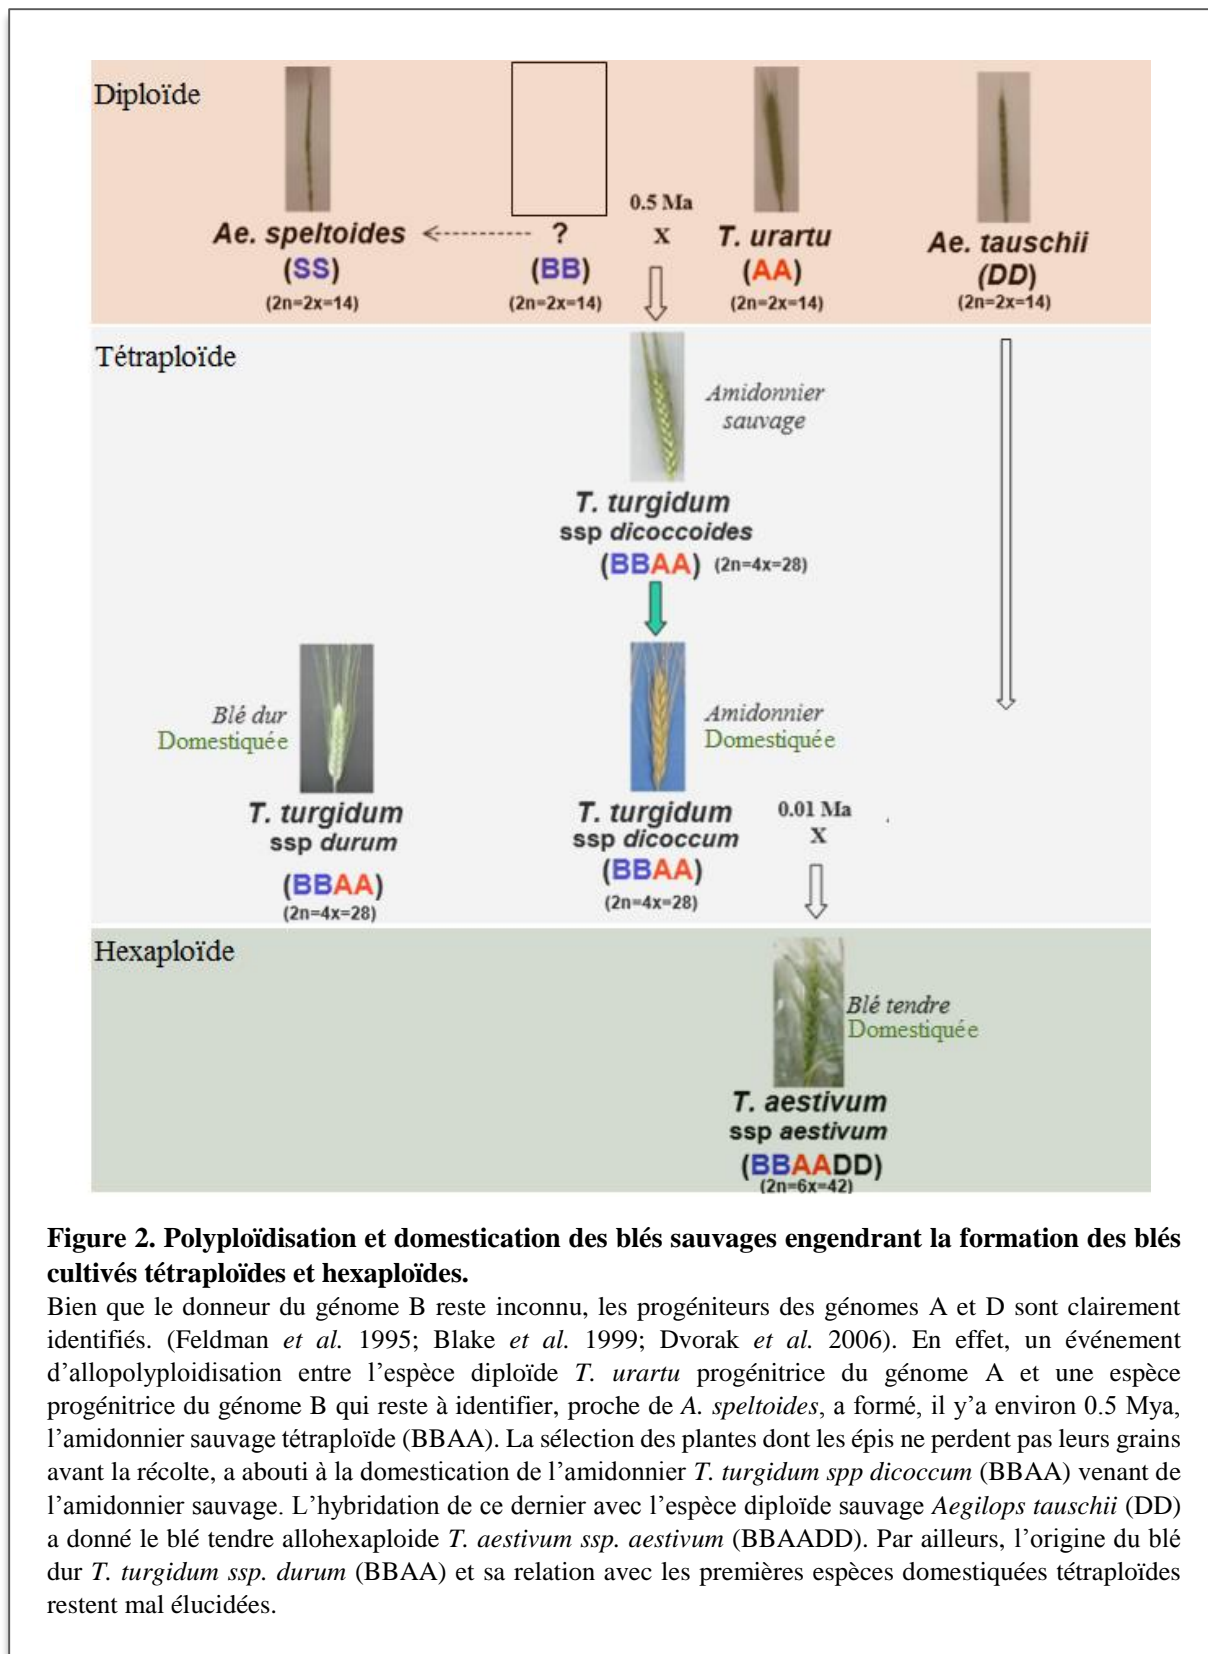 Diploïde
0.5 Ma
Ae. speltoides
?
X
T. urartu
Ae. tauschii
(SS)
(BB)
(AA)
(DD)
(2n=2x=14)
(2n=2x=14)
(2n=2x=14)
(2n=2x=14)
Tétraploïde
Amidonnier
sauvage
T. turgidum
ssp dicoccoides
(BBAA) (2n=4x=28)
Blé dur
Domestiquée
Amidonnier
Domestiquée
T. turgidum
ssp durum
(BBAA)
(2n=4x=28)
T. turgidum
ssp dicoccum
(BBAA)
(2n=4x=28)
0.01 Ma
X
Hexaploïde
Blé tendre
Domestiquée
T. aestivum
ssp aestivum
(BBAADD)
(2n=6x=42)
Figure 2. Polyploïdisation et domestication des blés sauvages engendrant la formation des blés
cultivés tétraploïdes et hexaploïdes.
Bien que le donneur du génome B reste inconnu, les progéniteurs des génomes A et D sont clairement
identifiés. (Feldman et al. 1995; Blake et al. 1999; Dvorak et al. 2006). En effet, un événement
d’allopolyploidisation entre l’espèce diploïde T. urartu progénitrice du génome A et une espèce
progénitrice du génome B qui reste à identifier, proche de A. speltoides, a formé, il y’a environ 0.5 Mya,
l’amidonnier sauvage tétraploïde (BBAA). La sélection des plantes dont les épis ne perdent pas leurs grains
avant la récolte, a abouti à la domestication de l’amidonnier T. turgidum spp dicoccum (BBAA) venant de
l’amidonnier sauvage. L’hybridation de ce dernier avec l’espèce diploïde sauvage Aegilops tauschii (DD)
a donné le blé tendre allohexaploide T. aestivum ssp. aestivum (BBAADD). Par ailleurs, l’origine du blé
dur T. turgidum ssp. durum (BBAA) et sa relation avec les premières espèces domestiquées tétraploïdes
restent mal élucidées.